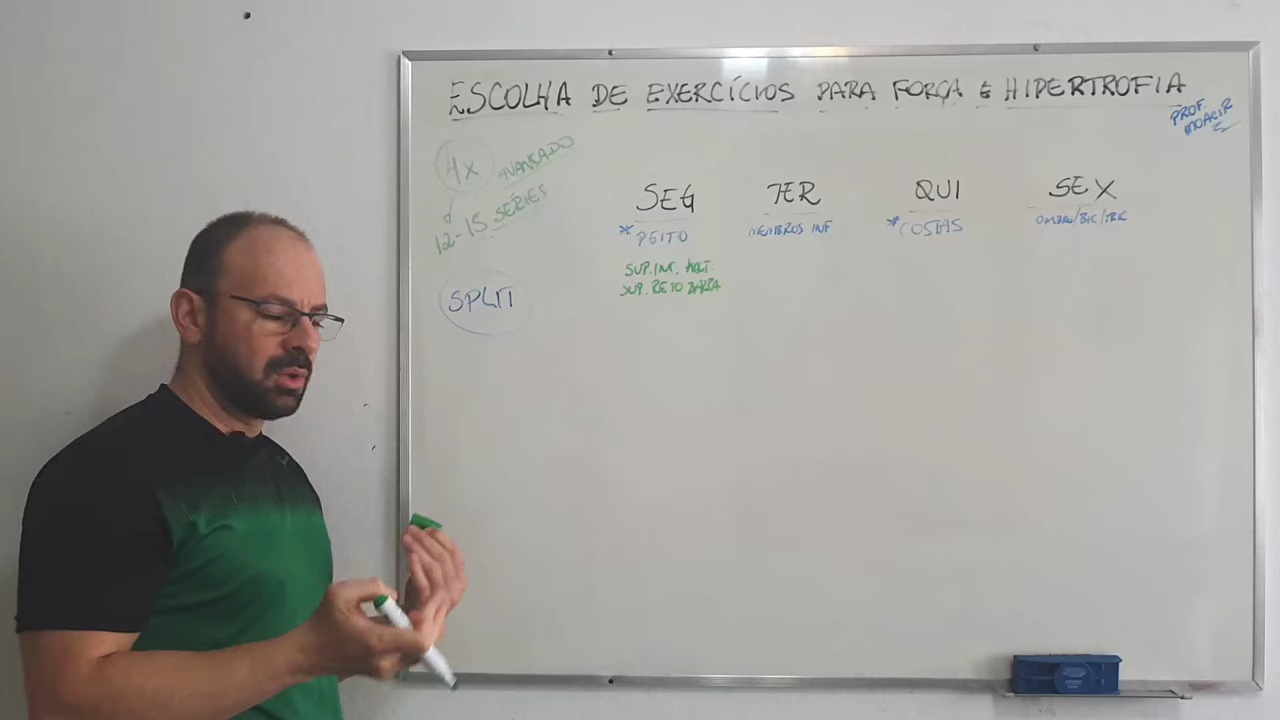 ESCOLHA DE EXERCÍCIOS PARA FORÇA E HIPERTROFIA
PROF. MOACIR
4x AVANÇADO
12-15 SÉRIES
SPLIT
SEG TER QUI SEX
* PEITO MEMBROS INF * COSTAS OMBRO/BIC/TRIC
SUP. INC. HALT.
SUP. RETO BARRA